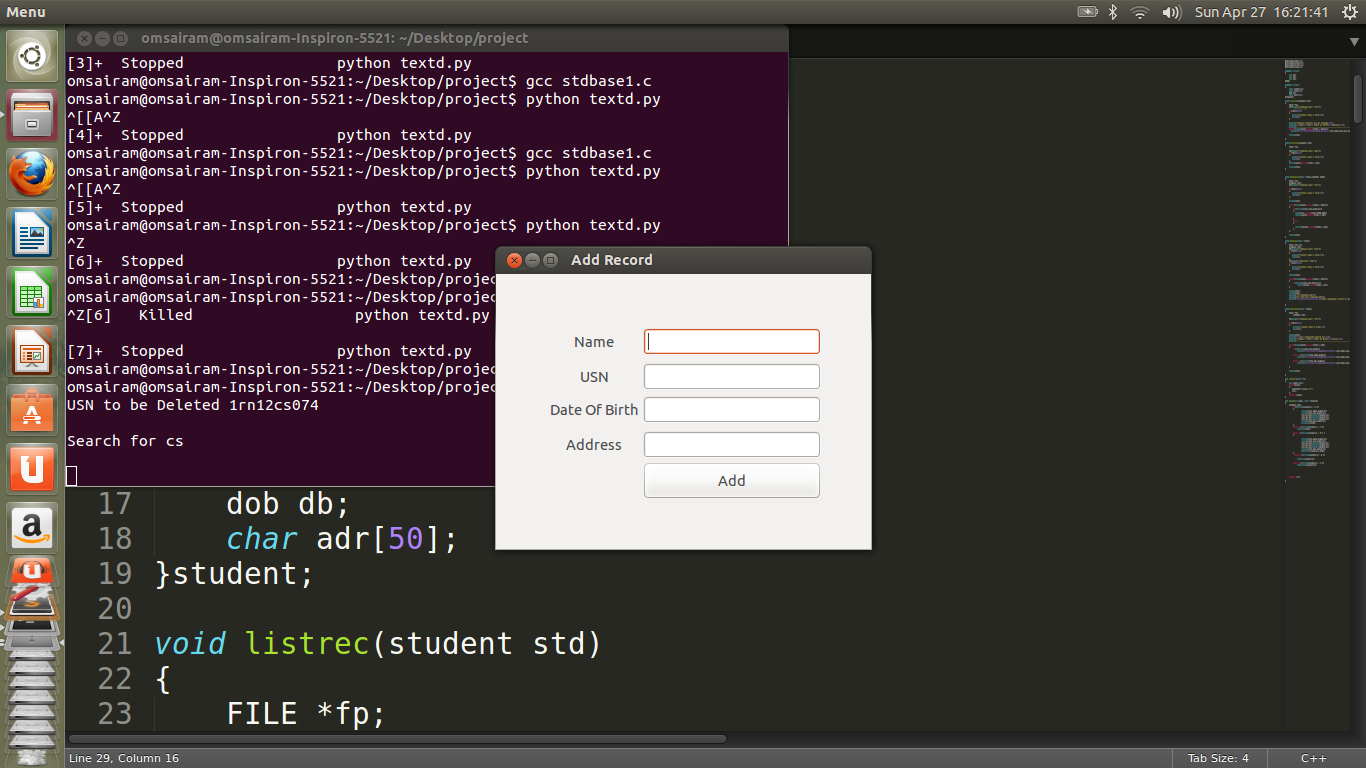 Menu
Sun Apr 27 16:21:41
omsairam@omsairam-Inspiron-5521: ~/Desktop/project
[3]+  Stopped                 python textd.py
omsairam@omsairam-Inspiron-5521:~/Desktop/project$ gcc stdbase1.c
omsairam@omsairam-Inspiron-5521:~/Desktop/project$ python textd.py
^[[A^Z
[4]+  Stopped                 python textd.py
omsairam@omsairam-Inspiron-5521:~/Desktop/project$ gcc stdbase1.c
omsairam@omsairam-Inspiron-5521:~/Desktop/project$ python textd.py
^[[A^Z
[5]+  Stopped                 python textd.py
omsairam@omsairam-Inspiron-5521:~/Desktop/project$ python textd.py
^Z
[6]+  Stopped                 python textd.py
omsairam@omsairam-Inspiron-5521:~/Desktop/projec
omsairam@omsairam-Inspiron-5521:~/Desktop/projec
^Z[6]   Killed                  python textd.py
[7]+  Stopped                 python textd.py
omsairam@omsairam-Inspiron-5521:~/Desktop/projec
omsairam@omsairam-Inspiron-5521:~/Desktop/projec
USN to be Deleted 1rn12cs074
Search for cs
Add Record
Name
USN
Date Of Birth
Address
Add
17 dob db;
18 char adr[50];
19 }student;
20
21 void listrec(student std)
22 {
23 FILE *fp;
Line 29, Column 16
Tab Size: 4
C++